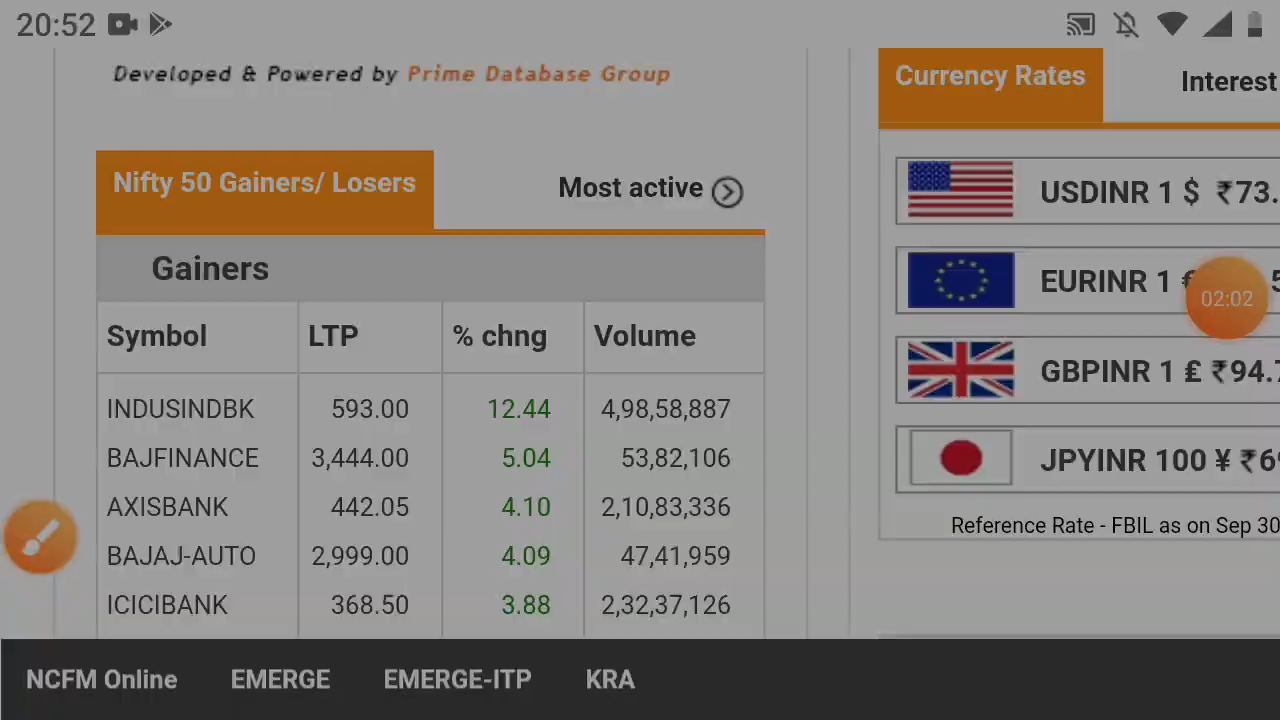 20:52
Developed & Powered by Prime Database Group
Nifty 50 Gainers/ Losers
Most active
Gainers
Symbol LTP % chng Volume
INDUSINDBK 593.00 12.44 4,98,58,887
BAJFINANCE 3,444.00 5.04 53,82,106
AXISBANK 442.05 4.10 2,10,83,336
BAJAJ-AUTO 2,999.00 4.09 47,41,959
ICICIBANK 368.50 3.88 2,32,37,126
Currency Rates
Interest
USDINR 1 $ ₹73.
EURINR 1
GBPINR 1 £ ₹94.7
JPYINR 100 ¥ ₹69
Reference Rate - FBIL as on Sep 30
02:02
NCFM Online EMERGE EMERGE-ITP KRA